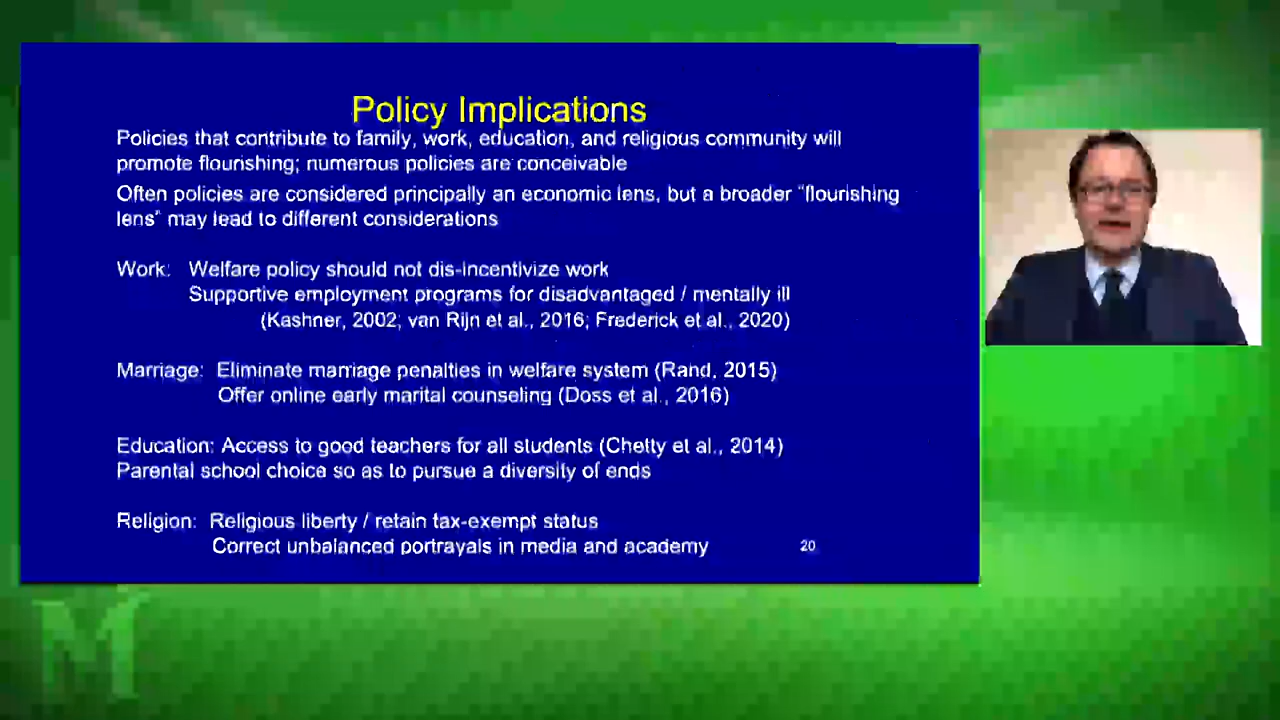 Policy Implications
Policies that contribute to family, work, education, and religious community will
promote flourishing; numerous policies are conceivable
Often policies are considered principally an economic lens, but a broader "flourishing
lens" may lead to different considerations
Work: Welfare policy should not dis-incentivize work
Supportive employment programs for disadvantaged / mentally ill
(Kashner, 2002; van Rijn et al., 2016; Frederick et al., 2020)
Marriage: Eliminate marriage penalties in welfare system (Rand, 2015)
Offer online early marital counseling (Doss et al., 2016)
Education: Access to good teachers for all students (Chetty et al., 2014)
Parental school choice so as to pursue a diversity of ends
Religion: Religious liberty / retain tax-exempt status
Correct unbalanced portrayals in media and academy
20
M